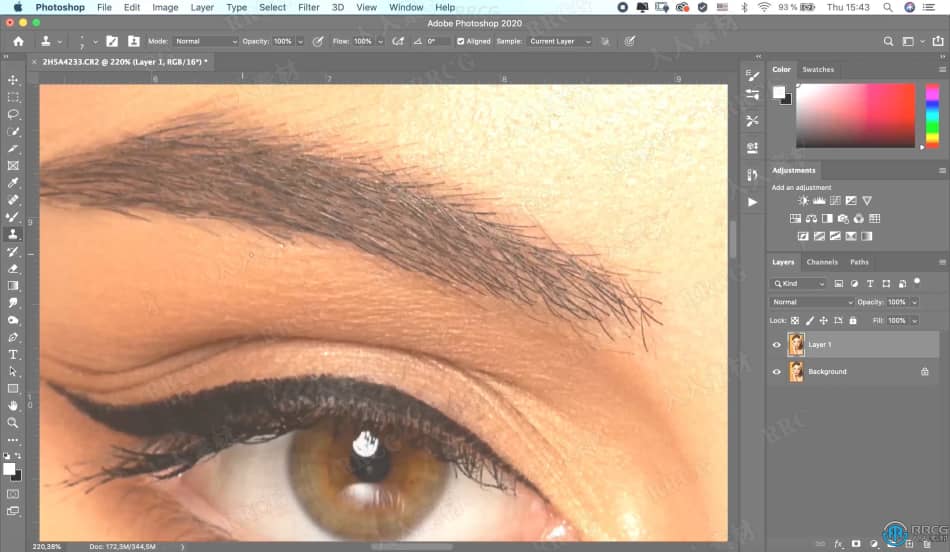 Photoshop File Edit Image Layer Type Select Filter 3D View Window Help 93 % Thu 15:43
Adobe Photoshop 2020
Mode: Normal Opacity: 100% Flow: 100% 0° Aligned Sample: Current Layer
2H5A4233.CR2 @ 220% (Layer 1, RGB/16*) *
6 7 8 9
9
10
Color Swatches
Adjustments
Add an adjustment
Layers Channels Paths
Kind
Normal Opacity: 100%
Lock: Fill: 100%
Layer 1
Background
220,38% Doc: 172,3M/344,5M
RRCG
人人素材